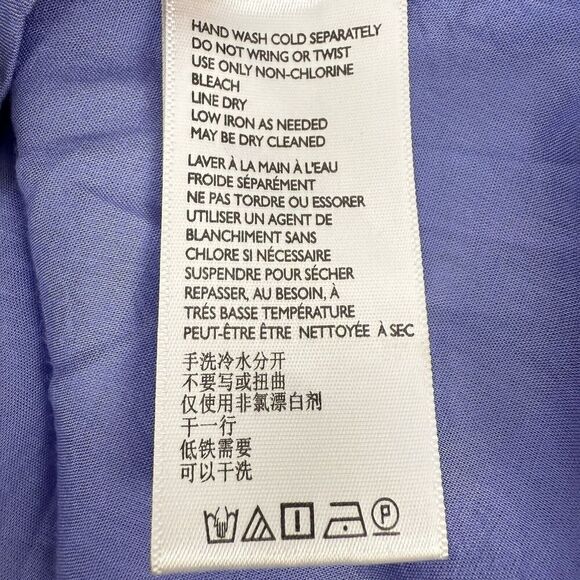 HAND WASH COLD SEPARATELY
DO NOT WRING OR TWIST
USE ONLY NON-CHLORINE
BLEACH
LINE DRY
LOW IRON AS NEEDED
MAY BE DRY CLEANED
LAVER À LA MAIN À L'EAU
FROIDE SÉPARÉMENT
NE PAS TORDRE OU ESSORER
UTILISER UN AGENT DE
BLANCHIMENT SANS
CHLORE SI NÉCESSAIRE
SUSPENDRE POUR SÉCHER
REPASSER, AU BESOIN, À
TRÉS BASSE TEMPÉRATURE
PEUT-ÊTRE ÊTRE NETTOYÉE À SEC
手洗冷水分开
不要写或扭曲
仅使用非氯漂白剂
干一行
低铁需要
可以干洗
P